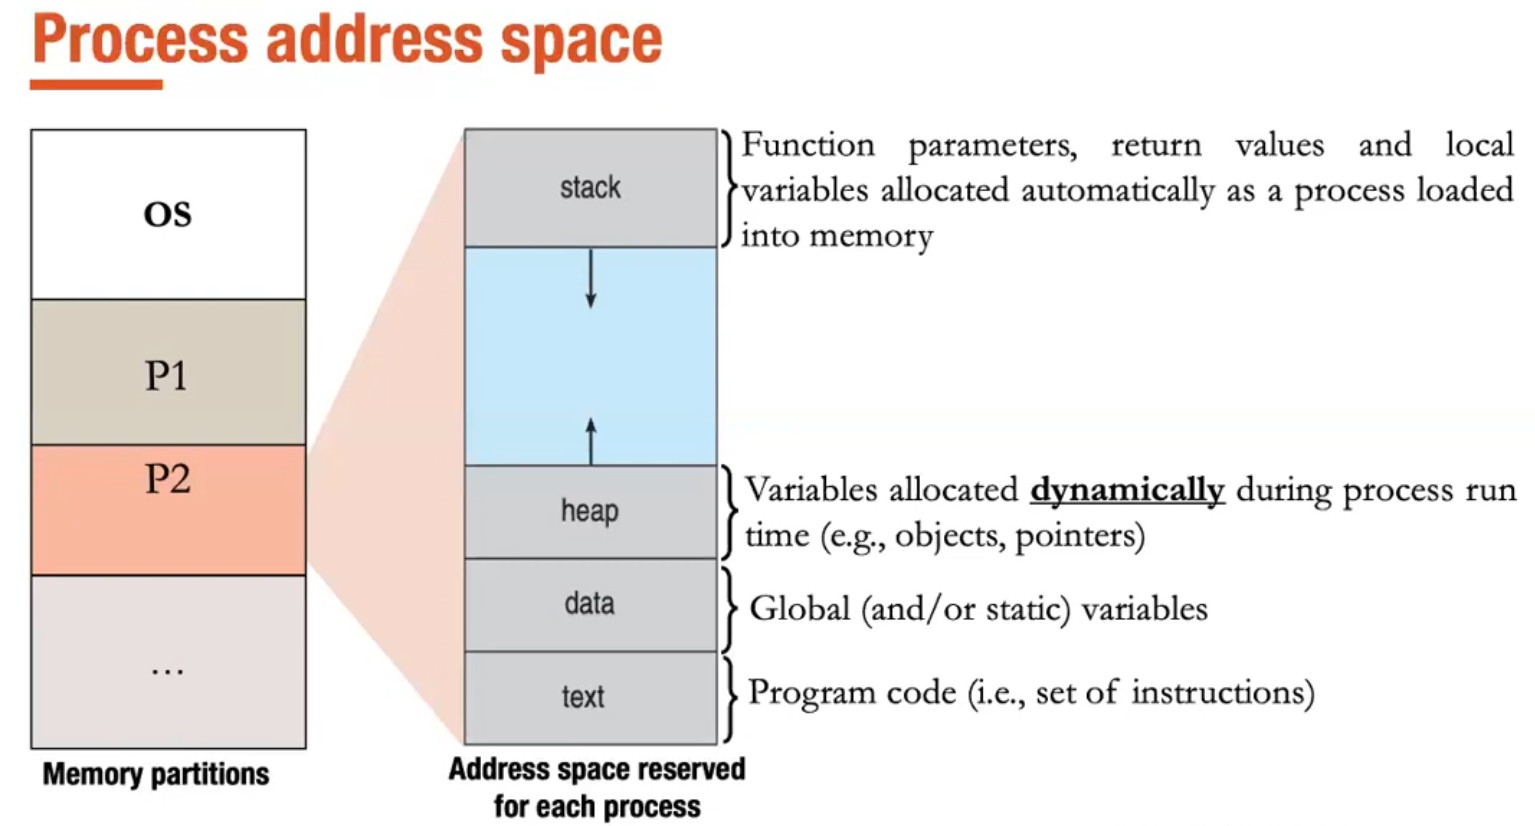 Process address space
OS
P1
P2
...
Memory partitions
stack
heap
data
text
Address space reserved
for each process
Function parameters, return values and local
variables allocated automatically as a process loaded
into memory
Variables allocated dynamically during process run
time (e.g., objects, pointers)
Global (and/or static) variables
Program code (i.e., set of instructions)